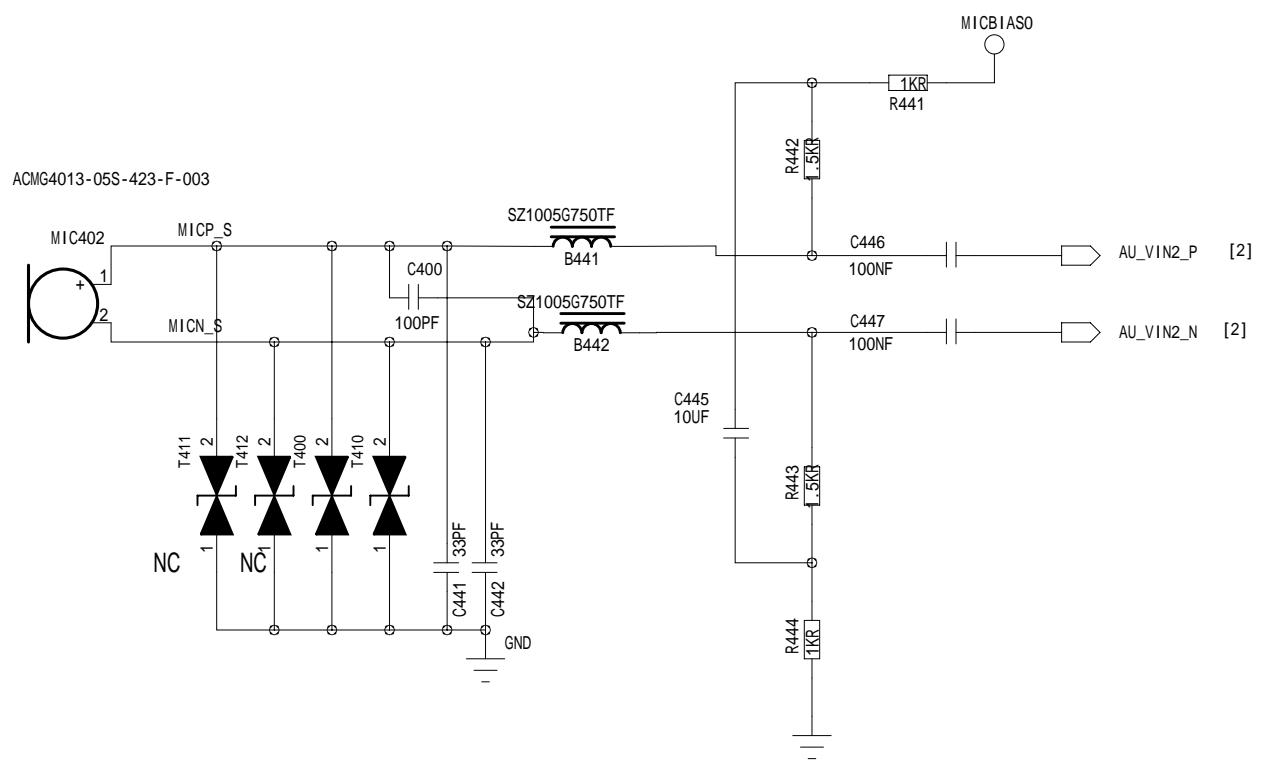 MICBIAS0
1KR
R441
R442
.5KR
ACMG4013-05S-423-F-003
SZ1005G750TF
MIC402
MICP_S
B441
C446
100NF
AU_VIN2_P [2]
1
+
C400
100PF
SZ1005G750TF
2
MICN_S
B442
C447
100NF
AU_VIN2_N [2]
C445
10UF
T411
2
T412
2
T400
2
T410
2
R443
.5KR
1
1
1
1
NC
NC
33PF
33PF
C441
C442
GND
R444
1KR